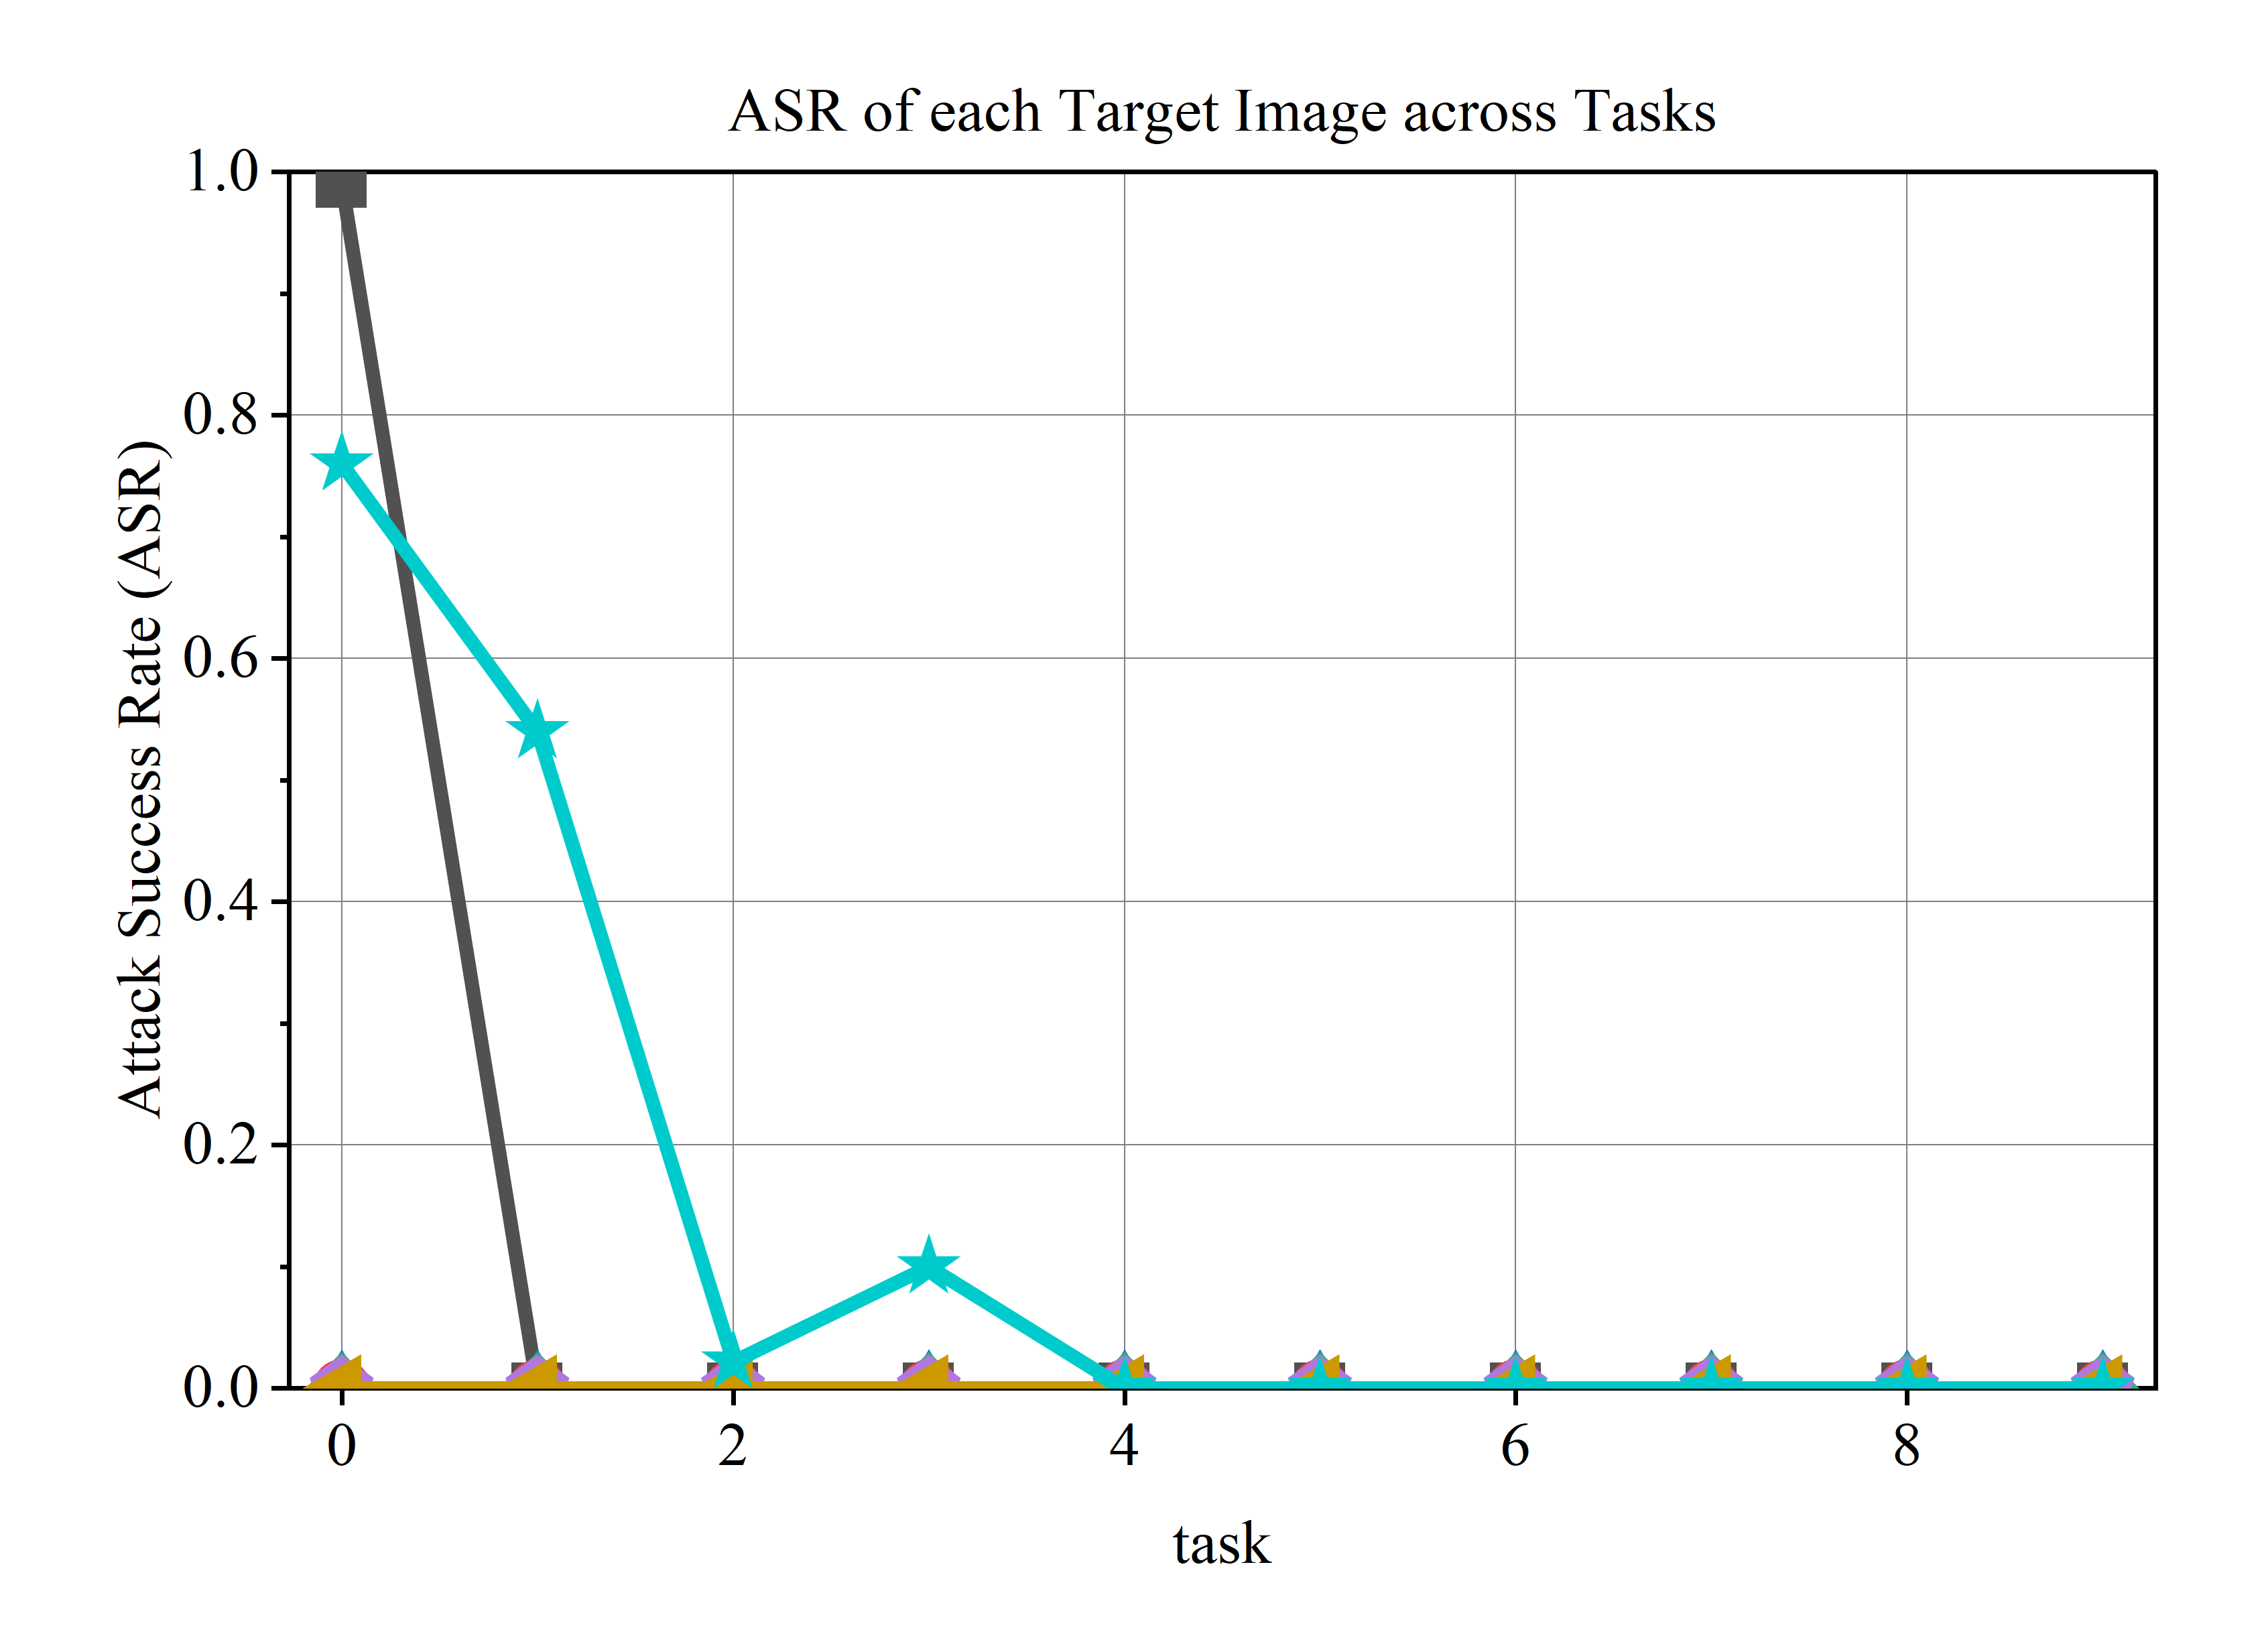 ASR of each Target Image across Tasks
1.0
0.8
0.6
0.4
0.2
0.0
Attack Success Rate (ASR)
0 2 4 6 8
task